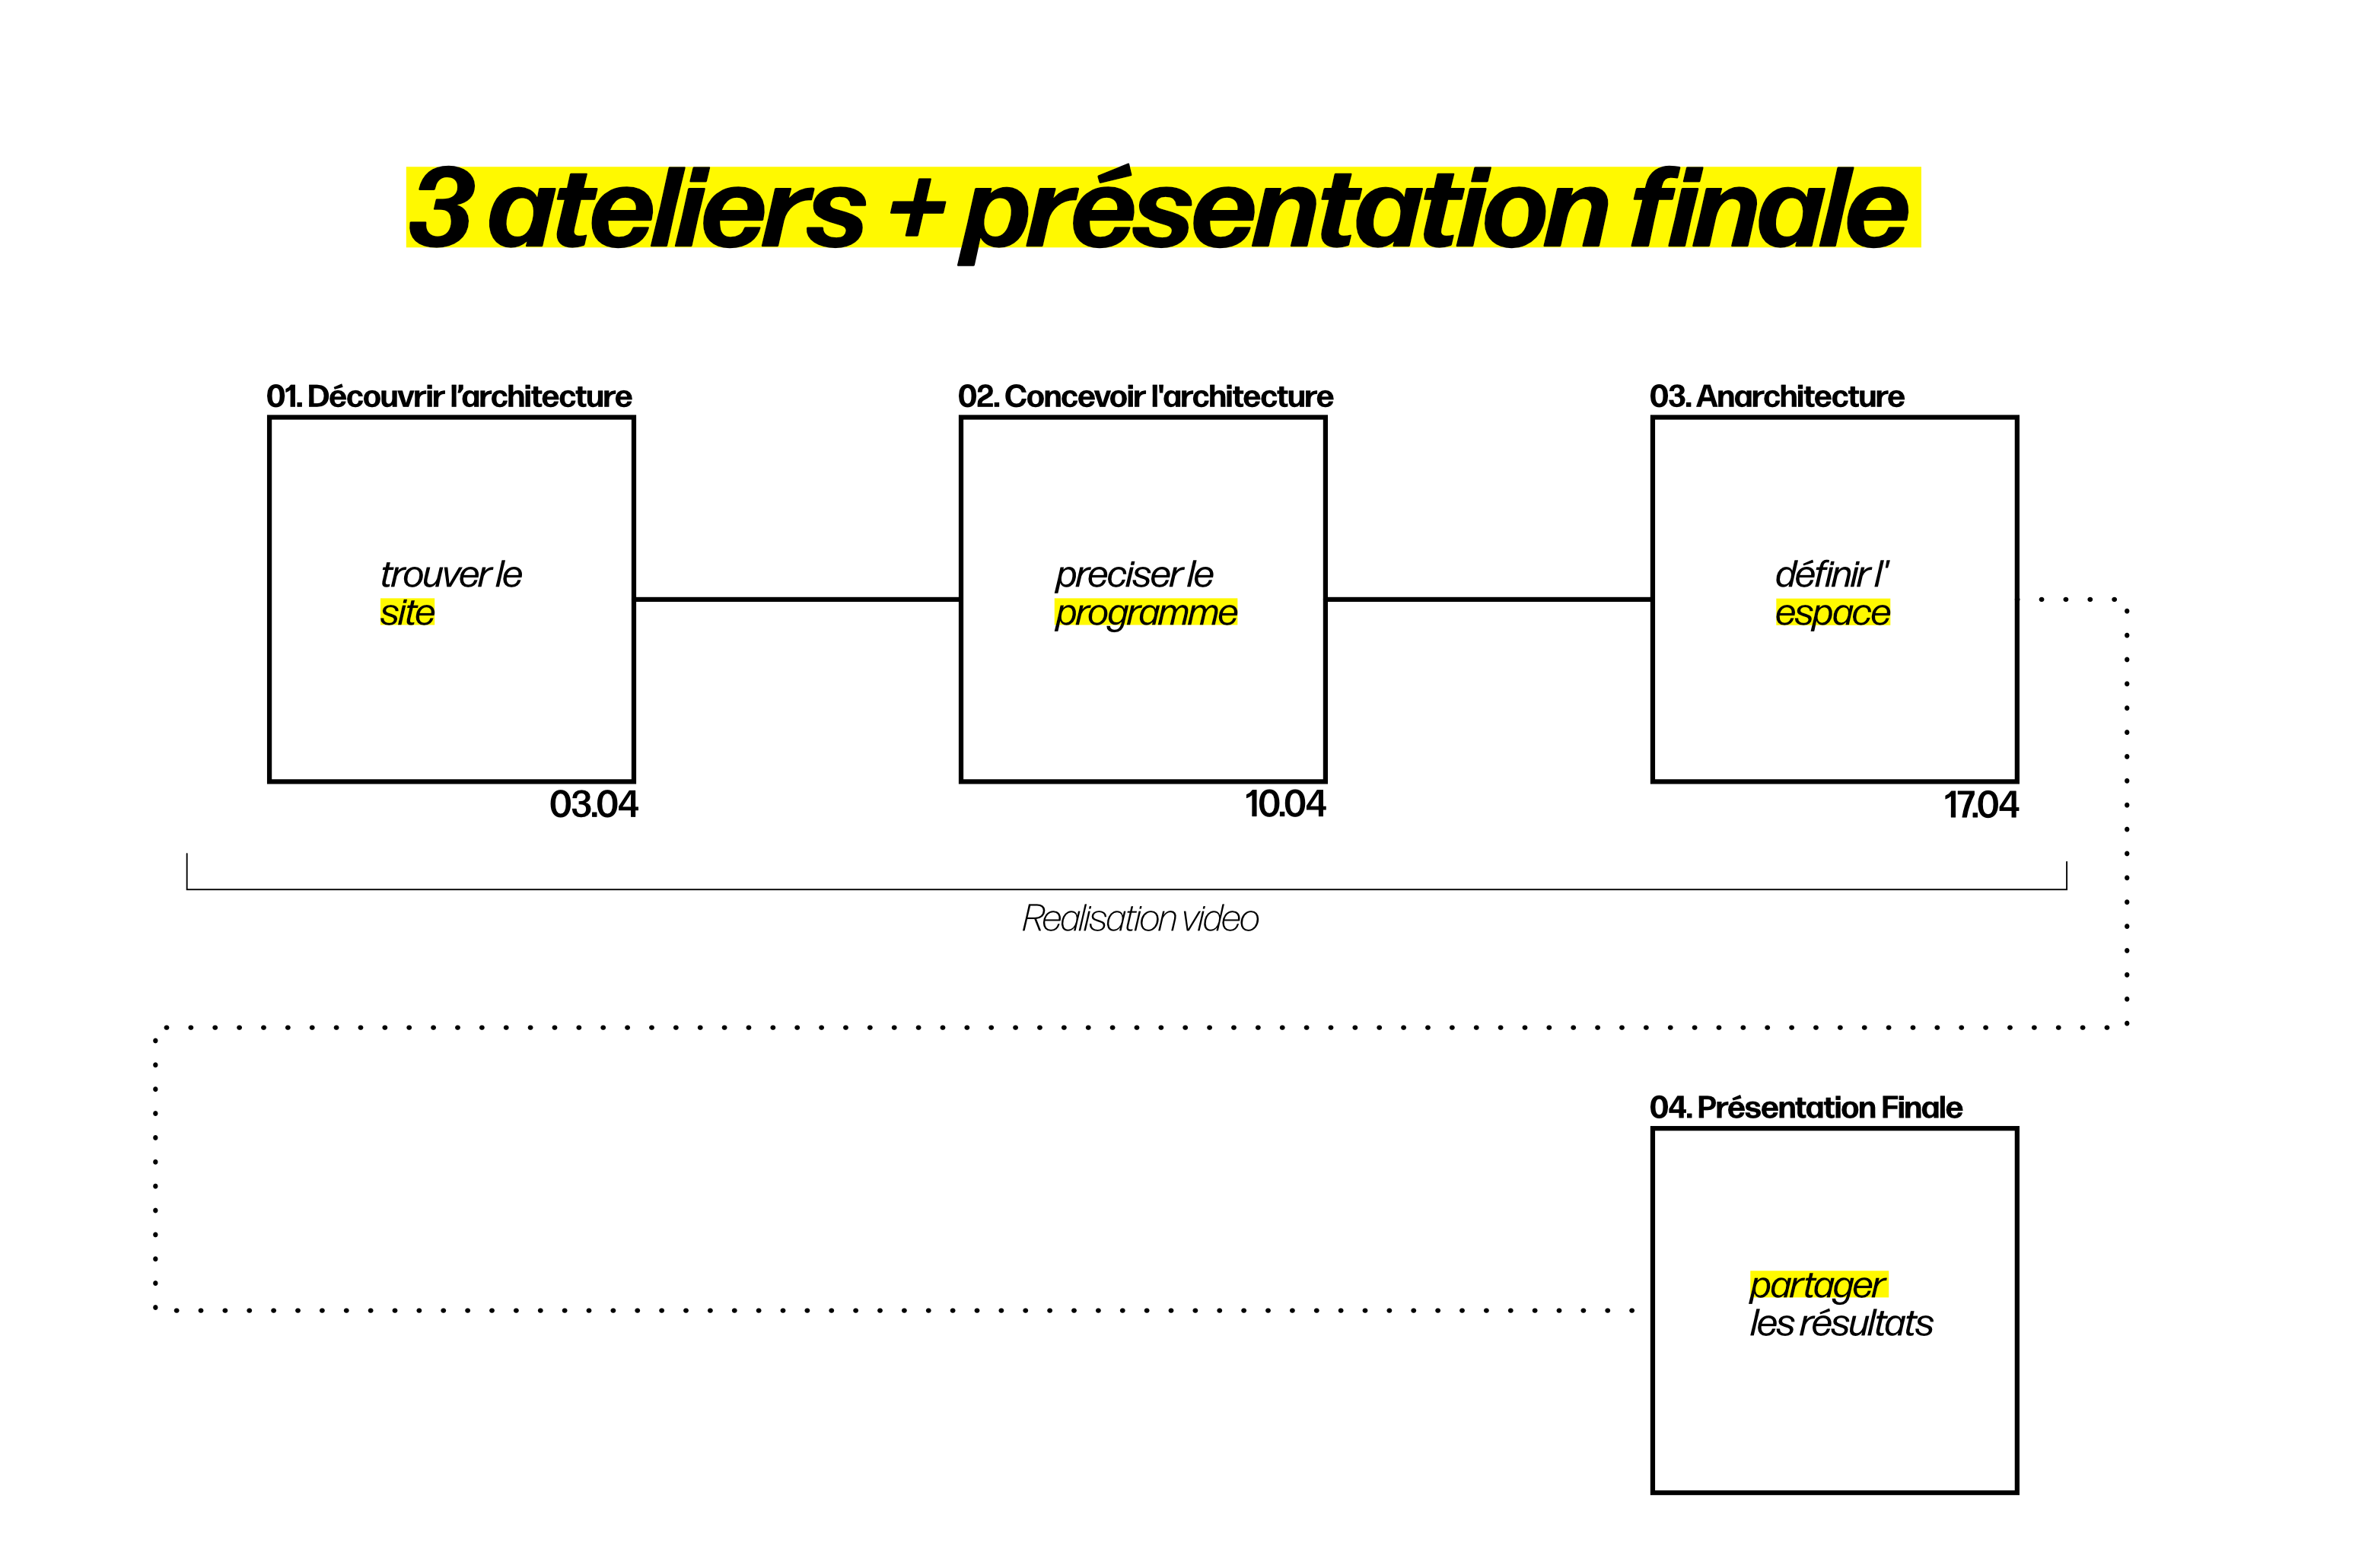 3 ateliers + présentation finale
01. Découvrir l’architecture
02. Concevoir l'architecture
03. Anarchitecture
trouver le
site
preciser le
programme
définir l'
espace
03.04
10.04
17.04
Realisation video
04. Présentation Finale
partager
les résultats